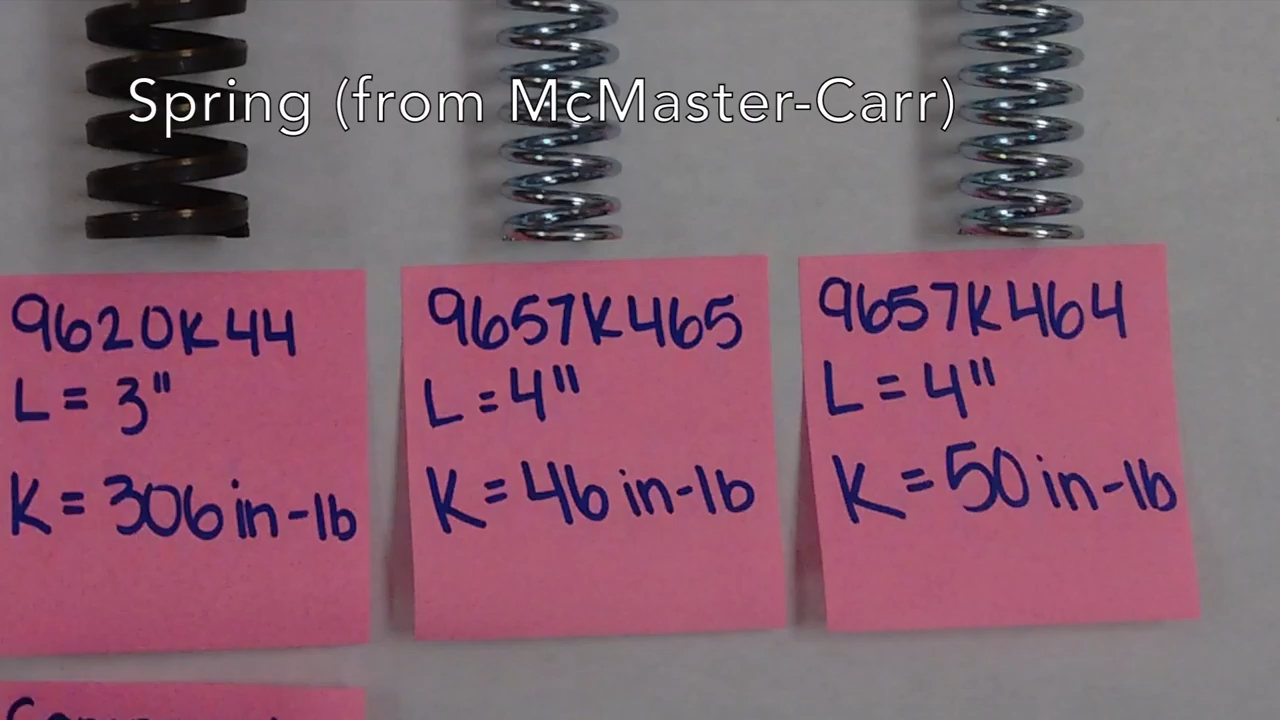 Spring (from McMaster-Carr)
9620K44
L = 3"
K = 306 in-lb
9657K465
L = 4"
K = 46 in-lb
9657K464
L = 4"
K = 50 in-lb